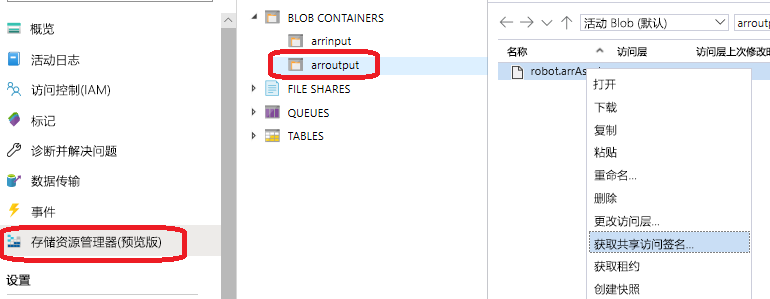 概览
活动日志
访问控制(IAM)
标记
诊断并解决问题
数据传输
事件
存储资源管理器(预览版)
设置
BLOB CONTAINERS
arrinput
arroutput
FILE SHARES
QUEUES
TABLES
活动 Blob (默认)
arroutp
名称
访问层
访问层上次修改时
robot.arrAs
打开
下载
复制
粘贴
重命名...
删除
更改访问层...
获取共享访问签名...
获取租约
创建快照